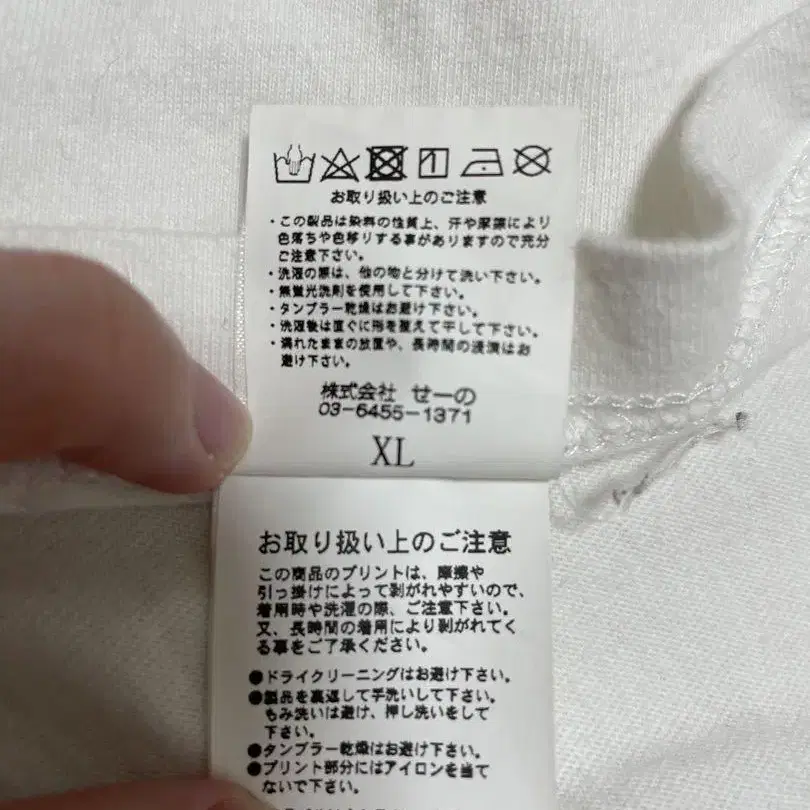 お取り扱い上のご注意
・この製品は染料の性質上、汗や摩擦により
色落ちや色移りする事がありますので充分
ご注意下さい。
・洗濯の際は、他の物と分けて洗い下さい。
・無蛍光洗剤を使用して下さい。
・タンブラー乾燥はお避け下さい。
・洗濯後は直ぐに形を整えて干して下さい。
・濡れたままの放置や、長時間の浸漬はお
避け下さい。
株式会社 せーの
03-6455-1371
XL
お取り扱い上のご注意
この商品のプリントは、摩擦や
引っ掛けによって剥がれやすいので、
着用時や洗濯の際、ご注意下さい。
又、長時間の着用により剥がれてく
る事をご了承ください。
●ドライクリーニングはお避け下さい。
●製品を裏返して手洗いして下さい。
もみ洗いは避け、押し洗いをして
下さい。
●タンブラー乾燥はお避け下さい。
●プリント部分にはアイロンを当て
ないで下さい。